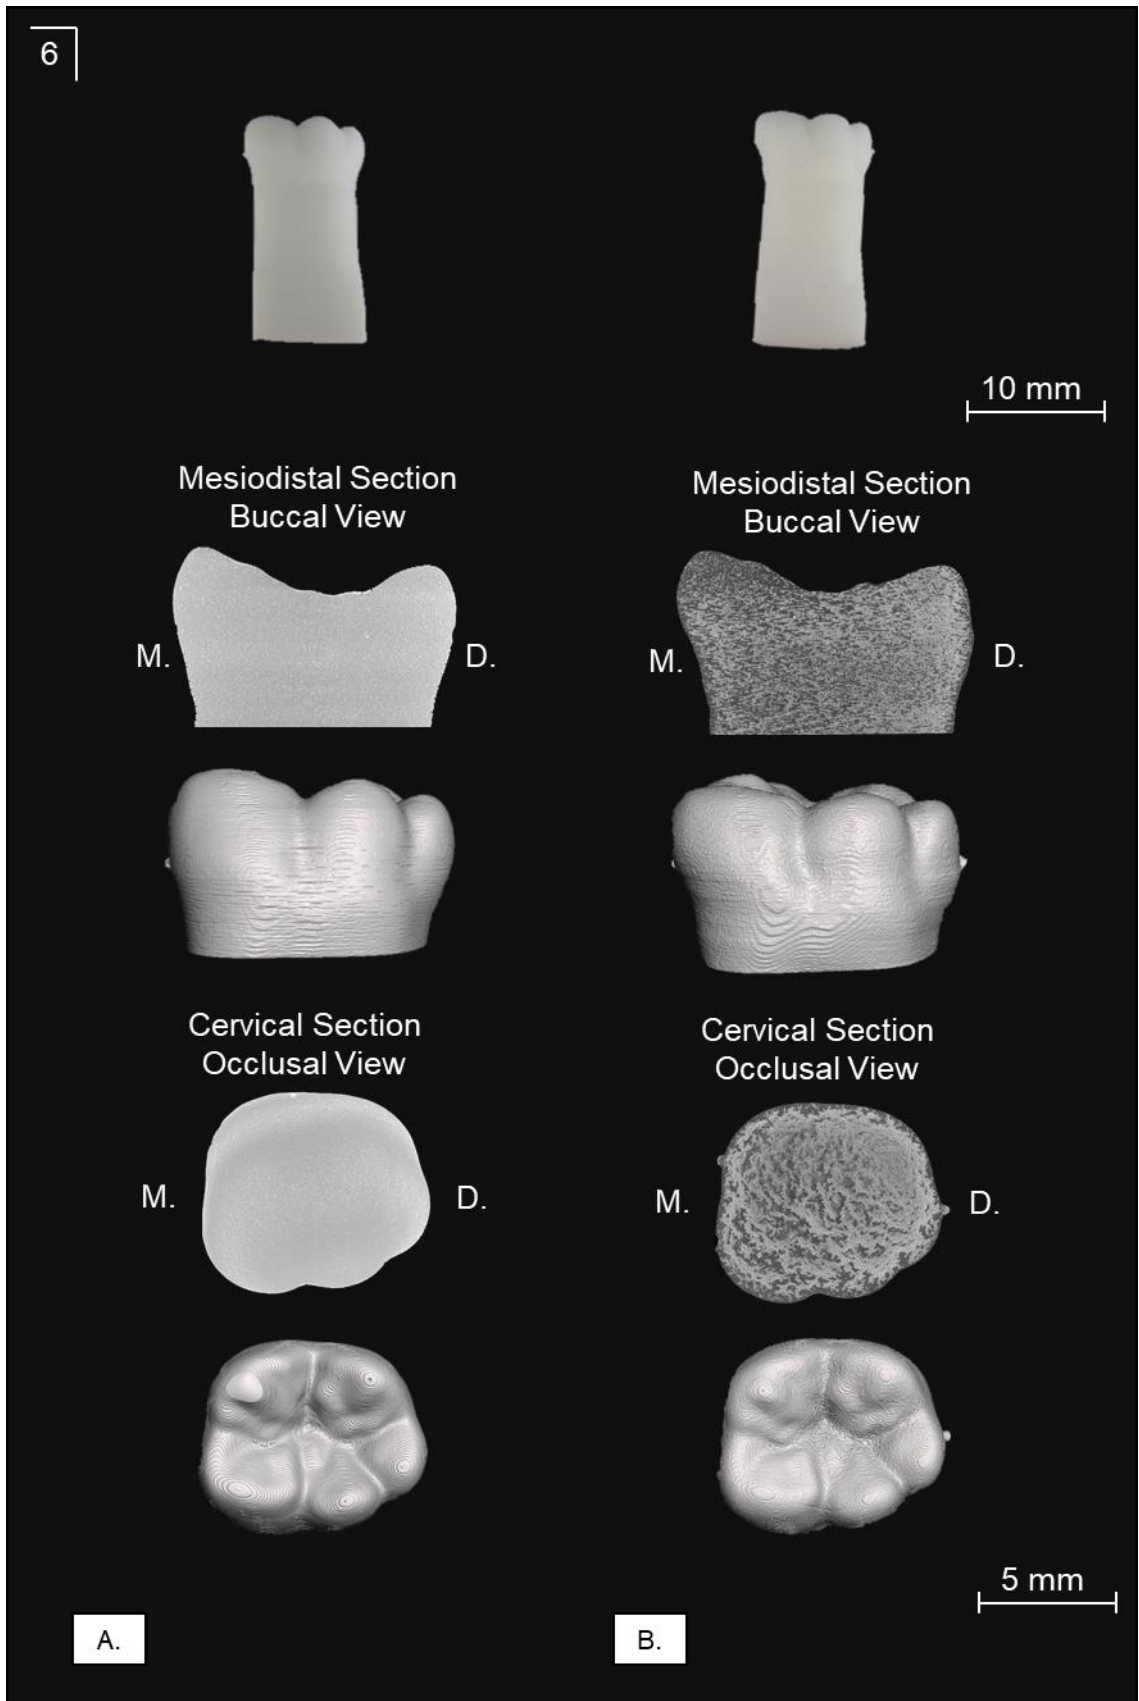 6
10 mm
Mesiodistal Section
Buccal View
Mesiodistal Section
Buccal View
M.
D.
M.
D.
Cervical Section
Occlusal View
Cervical Section
Occlusal View
M.
D.
M.
D.
5 mm
A.
B.